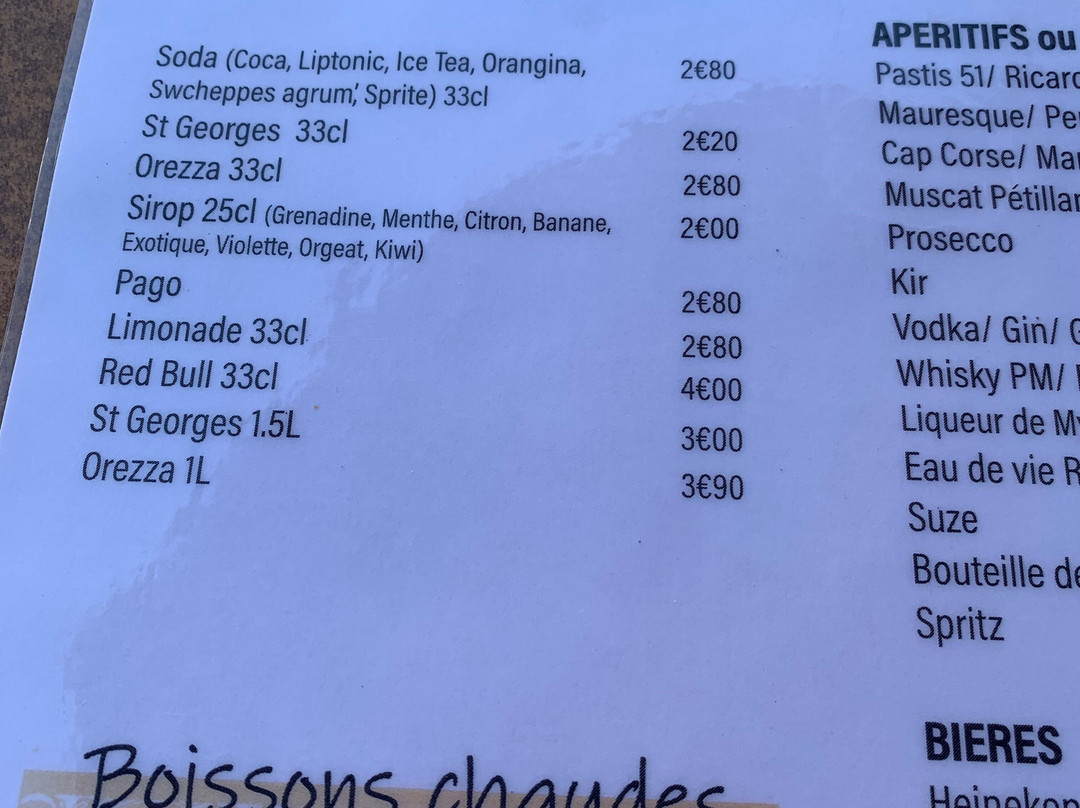 Soda (Coca, Liptonic, Ice Tea, Orangina, 2€80
Swcheppes agrum', Sprite) 33cl
St Georges 33cl 2€20
Orezza 33cl 2€80
Sirop 25cl (Grenadine, Menthe, Citron, Banane, 2€00
Exotique, Violette, Orgeat, Kiwi)
Pago 2€80
Limonade 33cl 2€80
Red Bull 33cl 4€00
St Georges 1.5L 3€00
Orezza 1L 3€90
Boissons chaudes
APERITIFS ou
Pastis 51/ Ricard
Mauresque/
Cap Corse/
Muscat Pétillant
Prosecco
Kir
Vodka/ Gin/
Whisky PM/
Liqueur de
Eau de vie
Suze
Bouteille de
Spritz
BIERES
Heineken